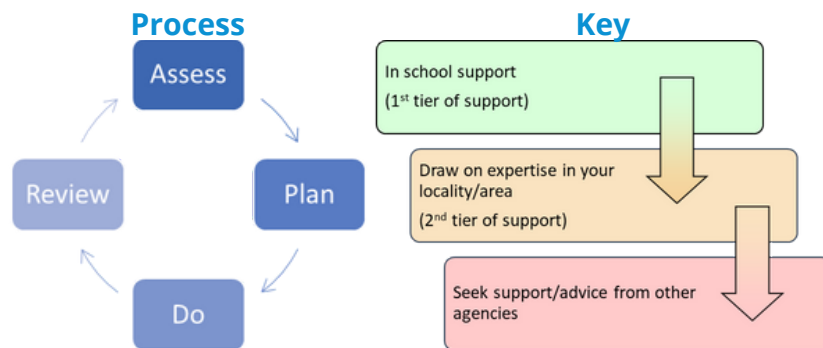 Process
Assess
Plan
Do
Review
Key
In school support
(1st tier of support)
Draw on expertise in your
locality/area
(2nd tier of support)
Seek support/advice from other
agencies